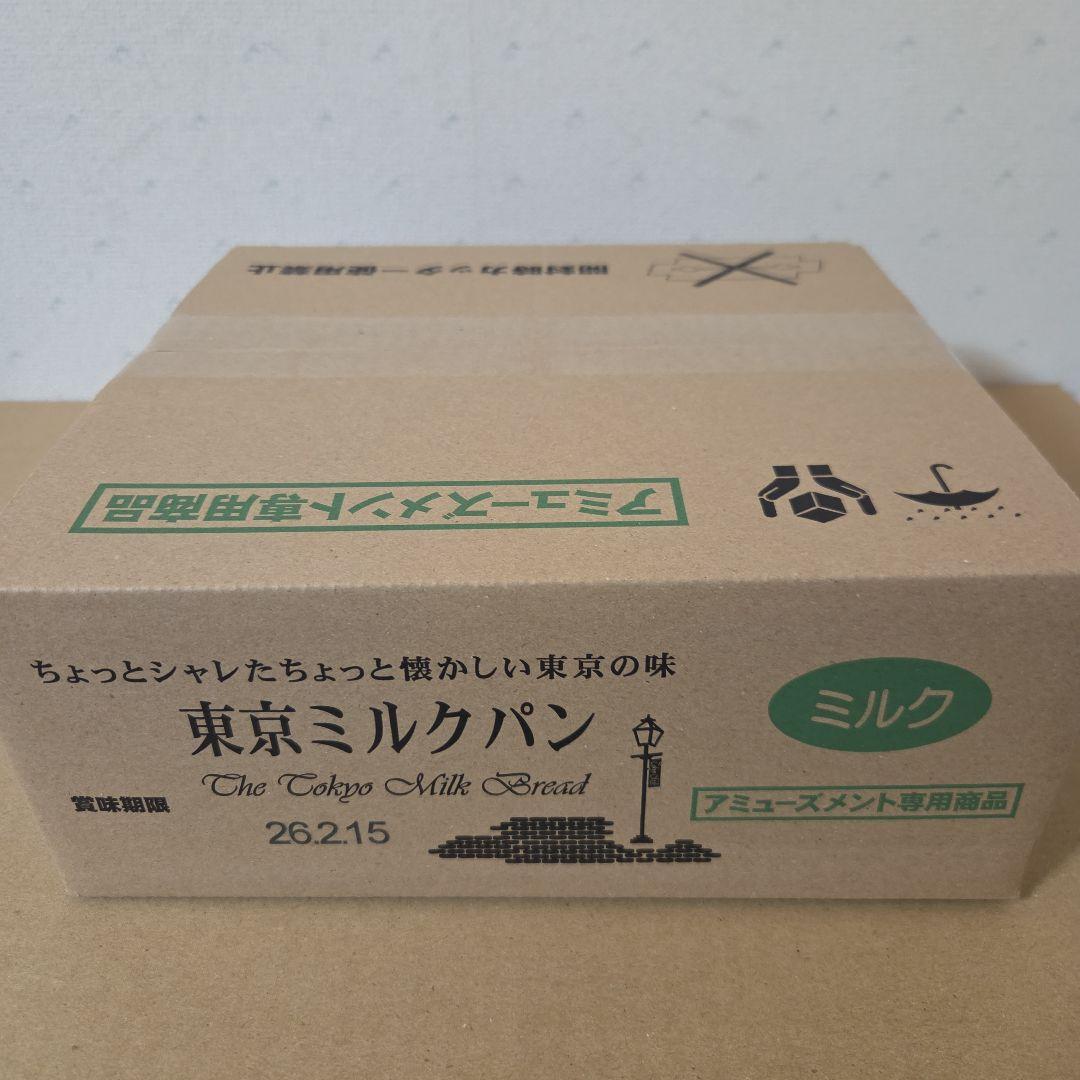 開封時カッター使用禁止
アミューズメント専用商品
ちょっとシャレたちょっと懐かしい東京の味
東京ミルクパン
The Tokyo Milk Bread
賞味期限
26.2.15
ミルク
アミューズメント専用商品